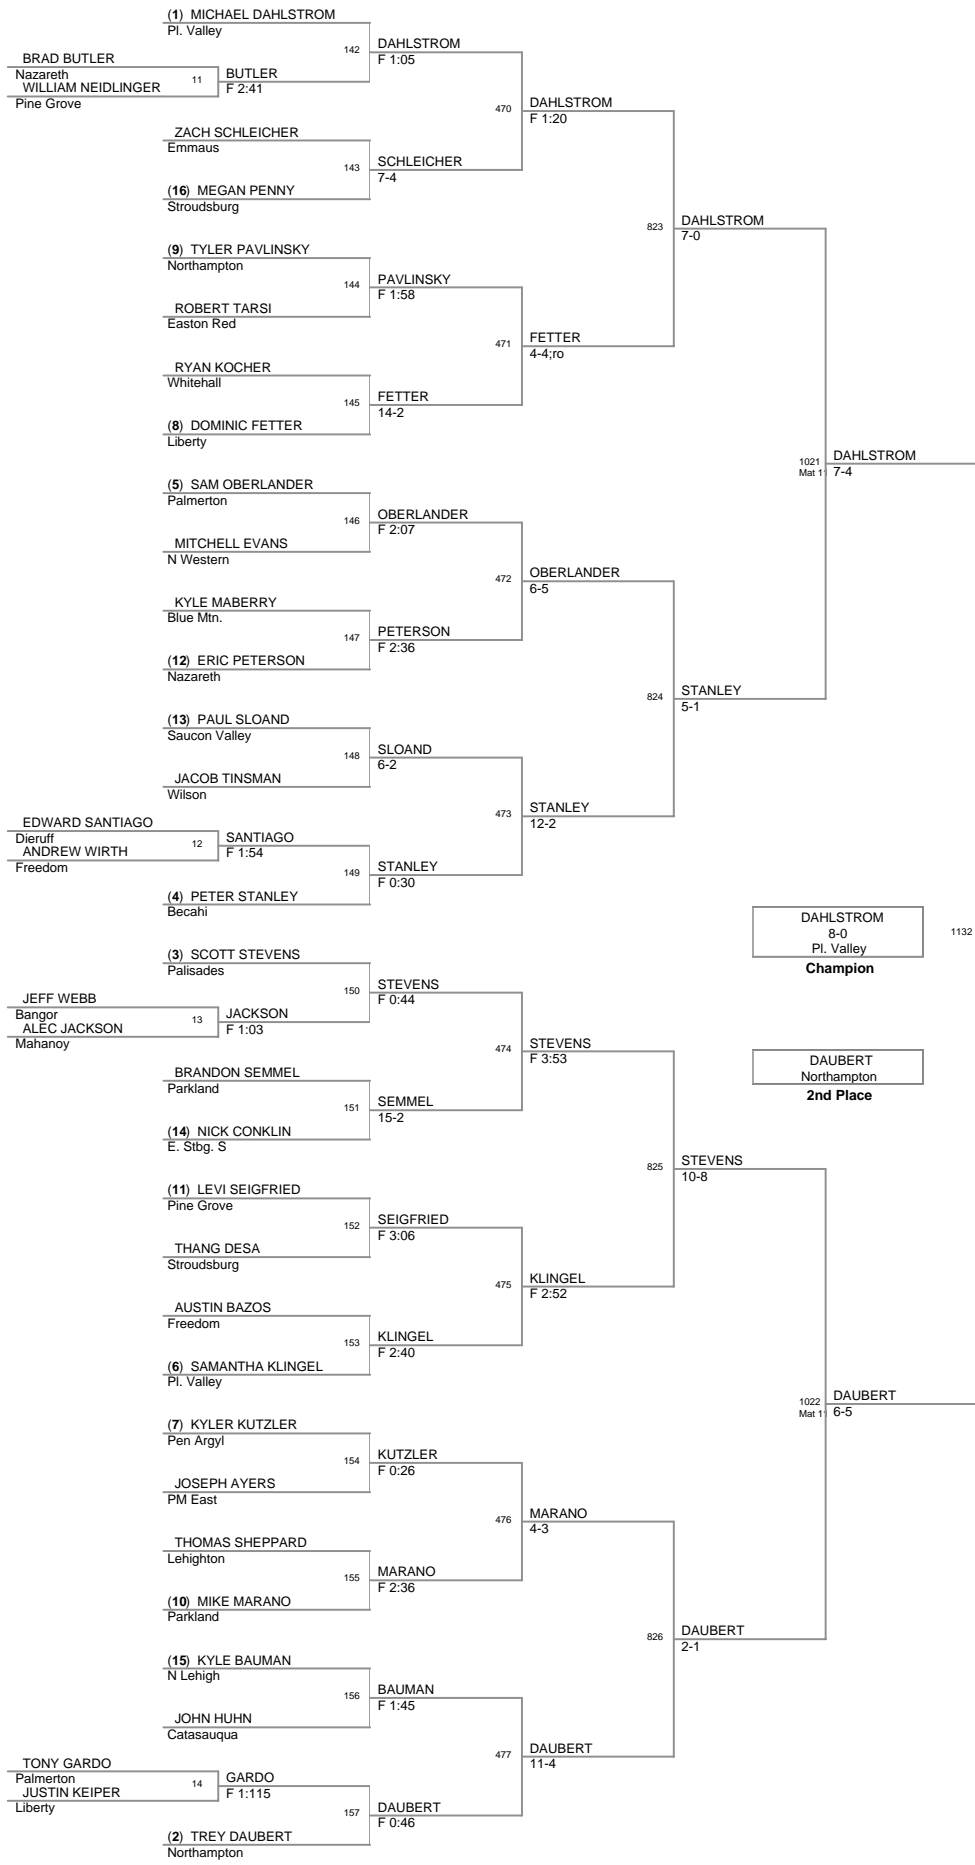 (1) MICHAEL DAHLSTROM
Pl. Valley
142
DAHLSTROM
F 1:05
BRAD BUTLER
Nazareth
11
BUTLER
F 2:41
WILLIAM NEIDLINGER
Pine Grove
470
DAHLSTROM
F 1:20
ZACH SCHLEICHER
Emmaus
143
SCHLEICHER
7-4
(16) MEGAN PENNY
Stroudsburg
823
DAHLSTROM
7-0
(9) TYLER PAVLINSKY
Northampton
144
PAVLINSKY
F 1:58
ROBERT TARSI
Easton Red
471
FETTER
4-4;ro
RYAN KOCHER
Whitehall
145
FETTER
14-2
(8) DOMINIC FETTER
Liberty
1021
Mat 1
DAHLSTROM
7-4
(5) SAM OBERLANDER
Palmerton
146
OBERLANDER
F 2:07
MITCHELL EVANS
N Western
472
OBERLANDER
6-5
KYLE MABERRY
Blue Mtn.
147
PETERSON
F 2:36
(12) ERIC PETERSON
Nazareth
824
STANLEY
5-1
(13) PAUL SLOAND
Saucon Valley
148
SLOAND
6-2
JACOB TINSMAN
Wilson
473
STANLEY
12-2
EDWARD SANTIAGO
Dieruff
12
SANTIAGO
F 1:54
ANDREW WIRTH
Freedom
149
STANLEY
F 0:30
(4) PETER STANLEY
Becahi
DAHLSTROM
8-0
Pl. Valley
Champion
1132
(3) SCOTT STEVENS
Palisades
150
STEVENS
F 0:44
JEFF WEBB
Bangor
13
JACKSON
F 1:03
ALEC JACKSON
Mahanoy
474
STEVENS
F 3:53
DAUBERT
Northampton
2nd Place
BRANDON SEMMEL
Parkland
151
SEMMEL
15-2
(14) NICK CONKLIN
E. Stbg. S
825
STEVENS
10-8
(11) LEVI SEIGFRIED
Pine Grove
152
SEIGFRIED
F 3:06
THANG DESA
Stroudsburg
475
KLINGEL
F 2:52
AUSTIN BAZOS
Freedom
153
KLINGEL
F 2:40
(6) SAMANTHA KLINGEL
Pl. Valley
1022
Mat 1
DAUBERT
6-5
(7) KYLER KUTZLER
Pen Argyl
154
KUTZLER
F 0:26
JOSEPH AYERS
PM East
476
MARANO
4-3
THOMAS SHEPPARD
Lehighton
155
MARANO
F 2:36
(10) MIKE MARANO
Parkland
826
DAUBERT
2-1
(15) KYLE BAUMAN
N Lehigh
156
BAUMAN
F 1:45
JOHN HUHN
Catasauqua
477
DAUBERT
11-4
TONY GARDO
Palmerton
14
GARDO
F 1:115
JUSTIN KEIPER
Liberty
157
DAUBERT
F 0:46
(2) TREY DAUBERT
Northampton